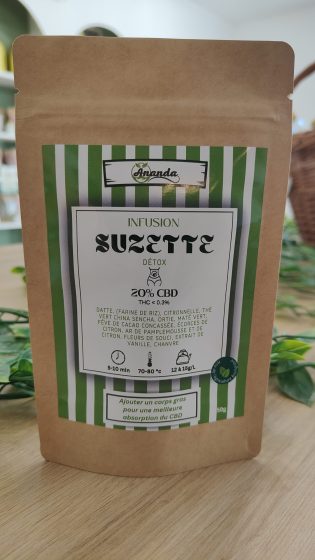 Ananda
INFUSION
SUZETTE
DÉTOX
20% CBD
THC < 0.3%
DATTE, (FARINE DE RIZ), CITRONNELLE, THÉ
VERT CHINA SENCHA, ORTIE, MATÉ VERT,
FÈVE DE CACAO CONCASSÉE, ÉCORCES DE
CITRON, AR DE PAMPLEMOUSSE ET DE
CITRON, FLEURS DE SOUCI, EXTRAIT DE
VANILLE, CHANVRE
5-10 min 70-80 °c 12 à 15g/L
Ajouter un corps gras
pour une meilleure
absorption du CBD
50g